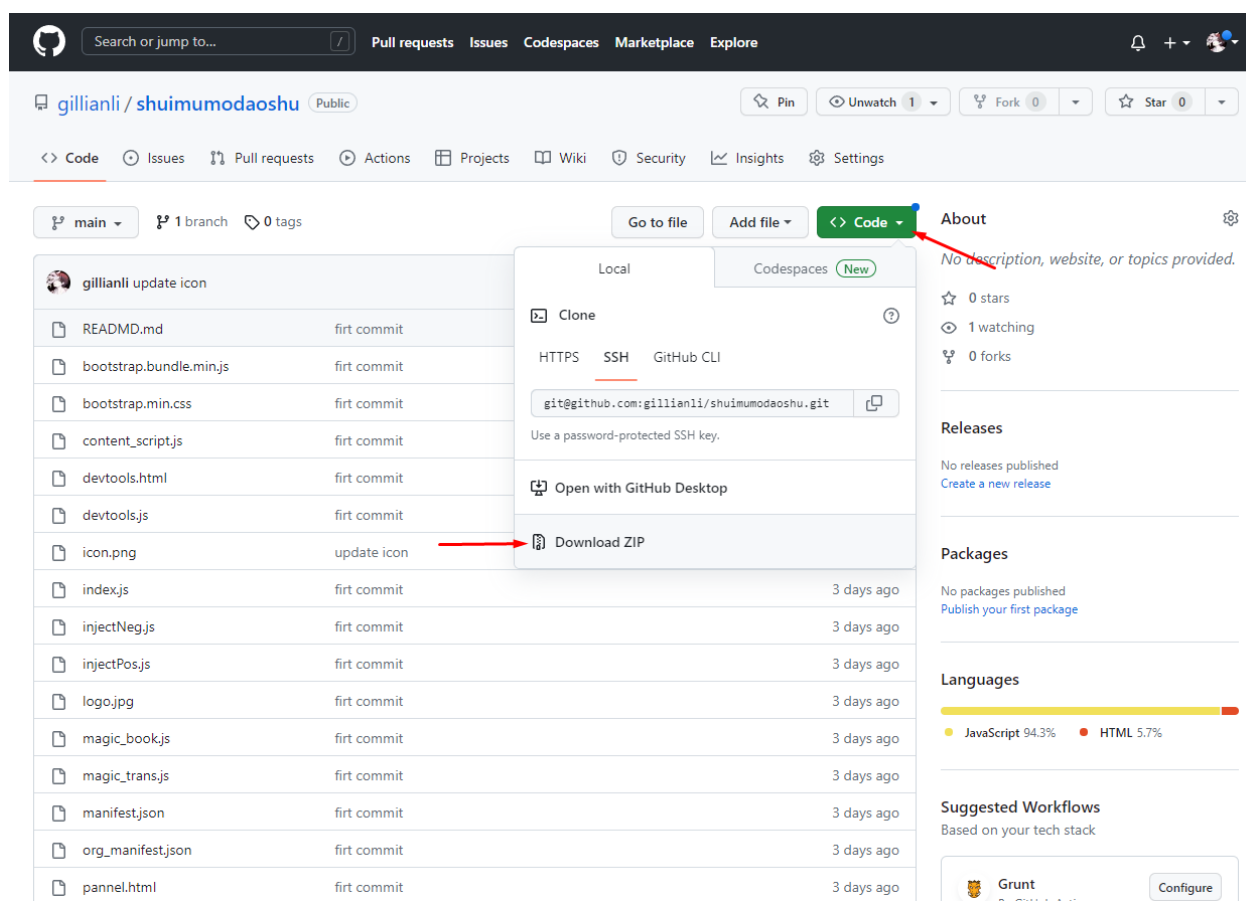 Search or jump to... /
Pull requests Issues Codespaces Marketplace Explore
gillianli / shuimumodaoshu Public
Pin Unwatch 1 Fork 0 Star 0
Code Issues Pull requests Actions Projects Wiki Security Insights Settings
main 1 branch 0 tags Go to file Add file <> Code
gillianli update icon
READMD.md firt commit
bootstrap.bundle.min.js firt commit
bootstrap.min.css firt commit
content_script.js firt commit
devtools.html firt commit
devtools.js firt commit
icon.png update icon
index.js firt commit 3 days ago
injectNeg.js firt commit 3 days ago
injectPos.js firt commit 3 days ago
logo.jpg firt commit 3 days ago
magic_book.js firt commit 3 days ago
magic_trans.js firt commit 3 days ago
manifest.json firt commit 3 days ago
org_manifest.json firt commit 3 days ago
pannel.html firt commit 3 days ago
Local Codespaces New
Clone
HTTPS SSH GitHub CLI
git@github.com:gillianli/shuimumodaoshu.git
Use a password-protected SSH key.
Open with GitHub Desktop
Download ZIP
About
No description, website, or topics provided.
0 stars
1 watching
0 forks
Releases
No releases published
Create a new release
Packages
No packages published
Publish your first package
Languages
JavaScript 94.3% HTML 5.7%
Suggested Workflows
Based on your tech stack
Grunt Configure